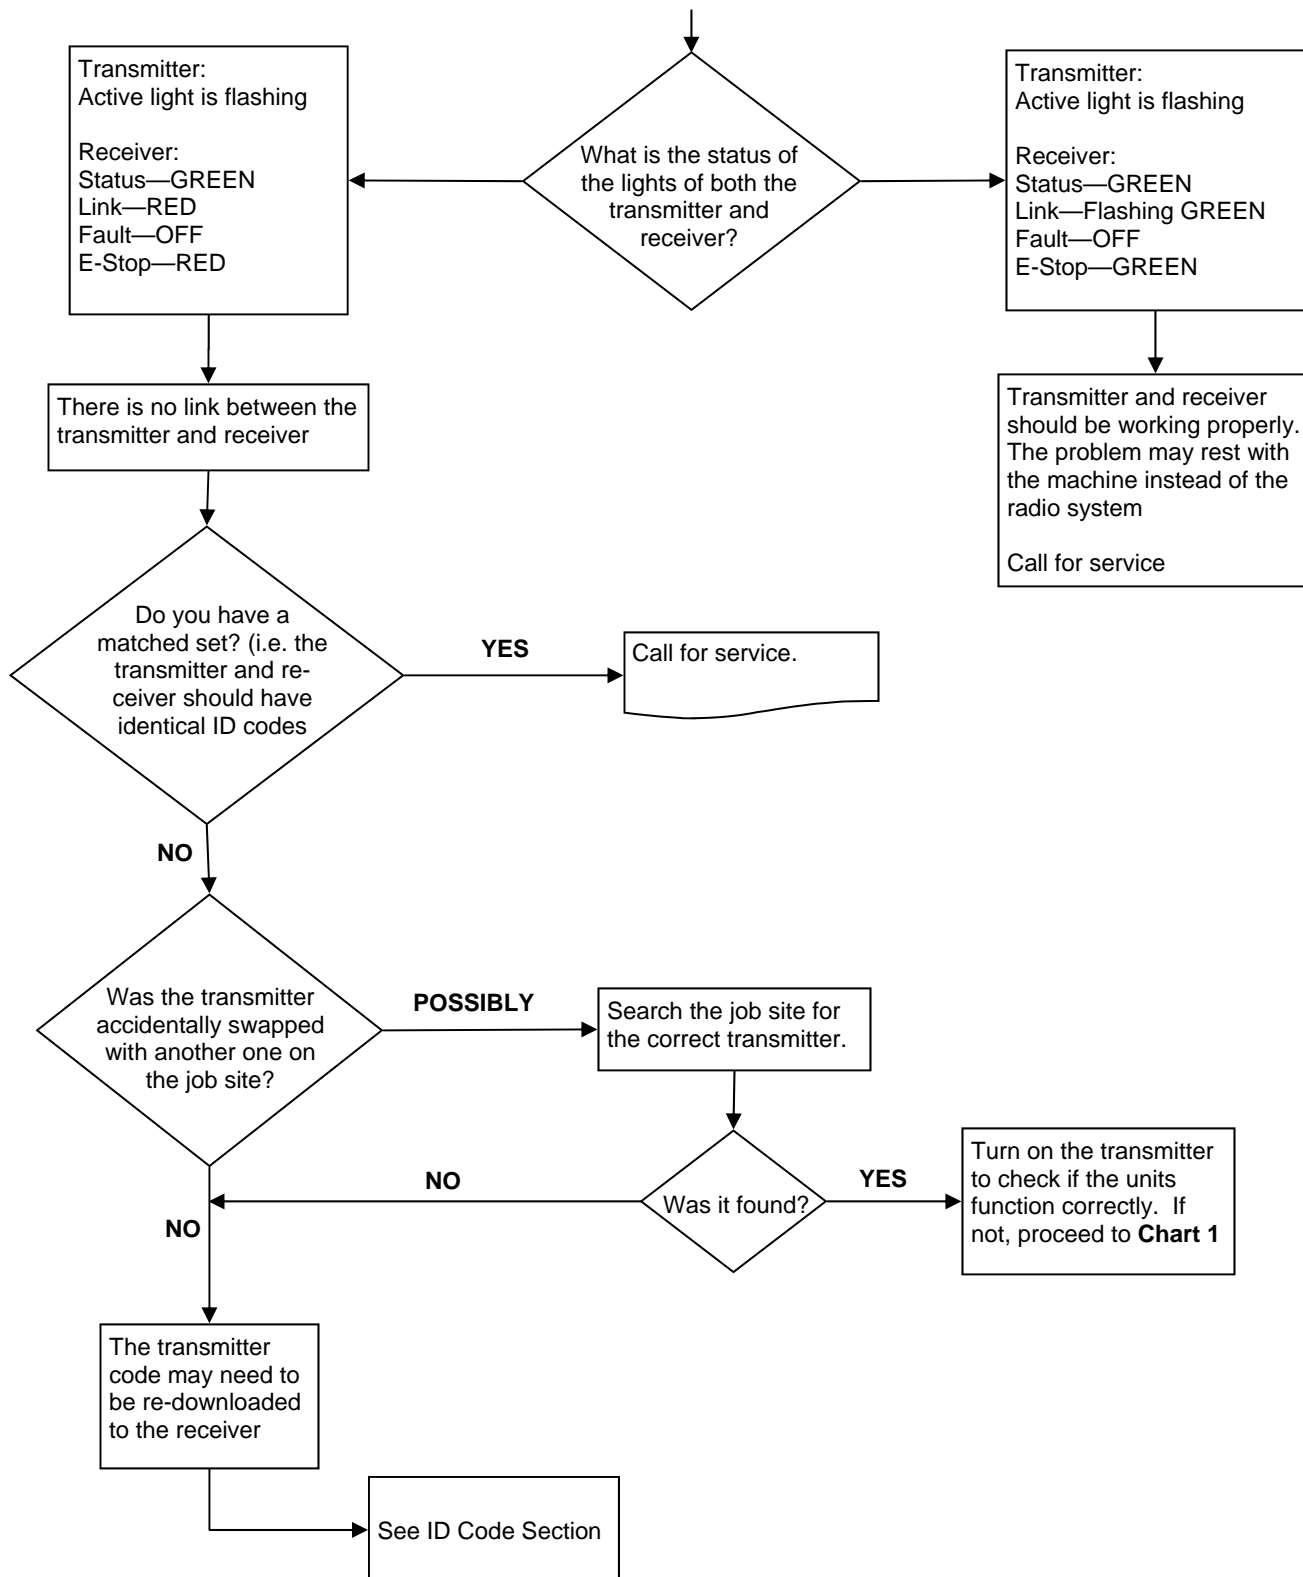 Transmitter:
Active light is flashing
Receiver:
Status—GREEN
Link—RED
Fault—OFF
E-Stop—RED
What is the status of
the lights of both the
transmitter and
receiver?
Transmitter:
Active light is flashing
Receiver:
Status—GREEN
Link—Flashing GREEN
Fault—OFF
E-Stop—GREEN
There is no link between the
transmitter and receiver
Transmitter and receiver
should be working properly.
The problem may rest with
the machine instead of the
radio system
Call for service
Do you have a
matched set? (i.e. the
transmitter and re-
ceiver should have
identical ID codes
YES
Call for service.
NO
Was the transmitter
accidentally swapped
with another one on
the job site?
POSSIBLY
Search the job site for
the correct transmitter.
Was it found?
YES
Turn on the transmitter
to check if the units
function correctly.  If
not, proceed to Chart 1
NO
NO
The transmitter
code may need to
be re-downloaded
to the receiver
See ID Code Section